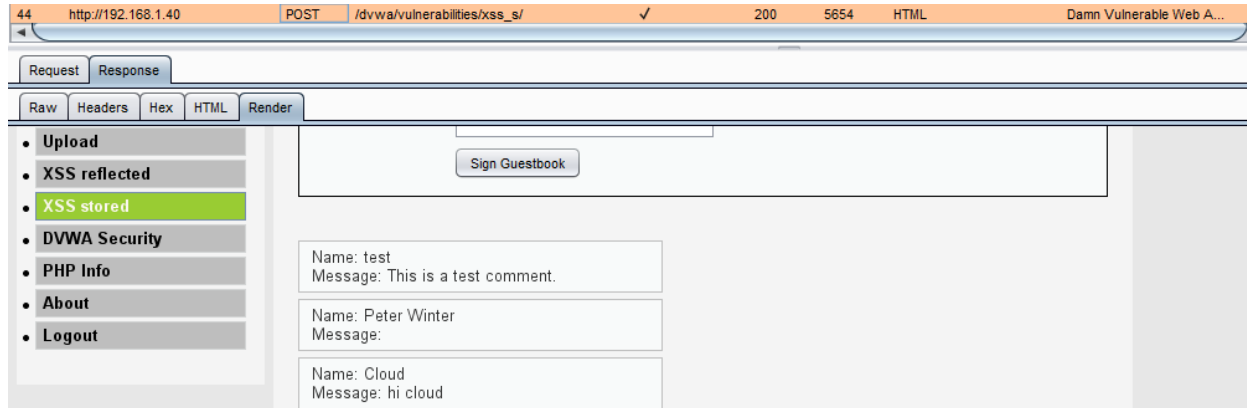 44 http://192.168.1.40 POST /dvwa/vulnerabilities/xss_s/ ✓ 200 5654 HTML Damn Vulnerable Web A...
Request Response
Raw Headers Hex HTML Render
Upload
Sign Guestbook
XSS reflected
XSS stored
DVWA Security
PHP Info
About
Logout
Name: test
Message: This is a test comment.
Name: Peter Winter
Message:
Name: Cloud
Message: hi cloud